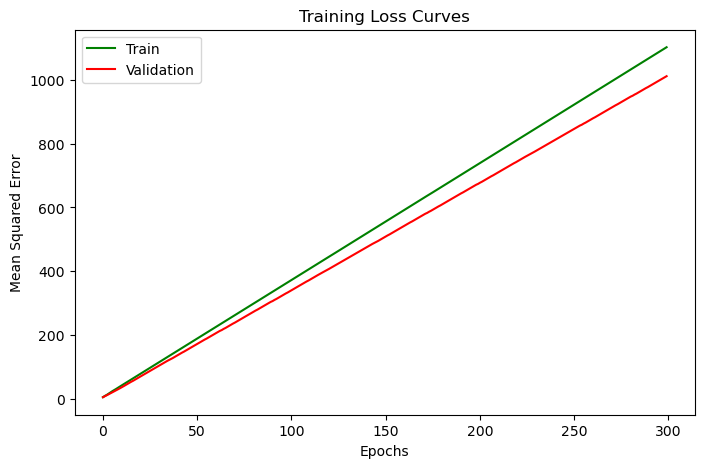 Training Loss Curves
Train
Validation
Mean Squared Error
1000
800
600
400
200
0
0 50 100 150 200 250 300
Epochs